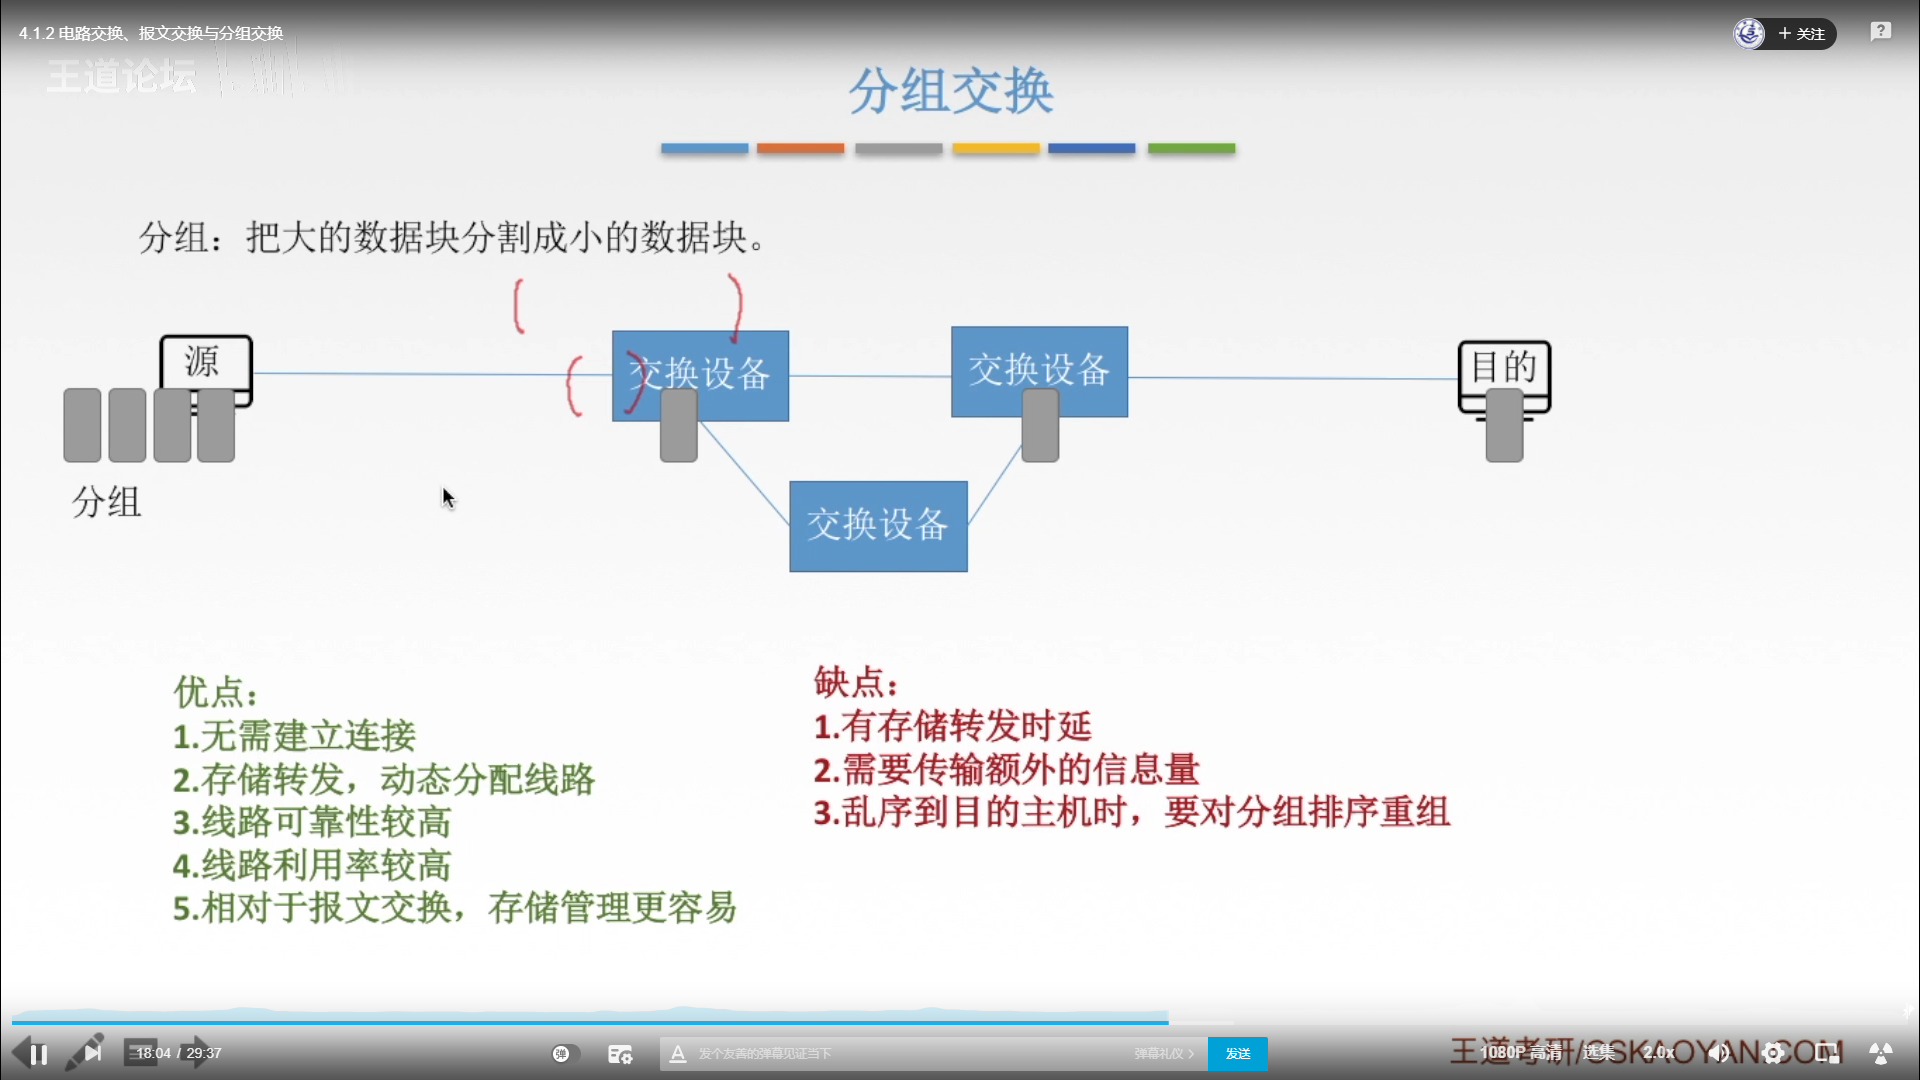 4.1.2 电路交换、报文交换与分组交换
+ 关注
王道论坛
分组交换
分组：把大的数据块分割成小的数据块。
源
交换设备
交换设备
目的
分组
交换设备
优点：
1.无需建立连接
2.存储转发，动态分配线路
3.线路可靠性较高
4.线路利用率较高
5.相对于报文交换，存储管理更容易
缺点：
1.有存储转发时延
2.需要传输额外的信息量
3.乱序到目的主机时，要对分组排序重组
18:04 / 29:37
弹
发个友善的弹幕见证当下
弹幕礼仪 >
发送
1080P 高清
选集
2.0x
王道考研/CSKAOYAN.COM